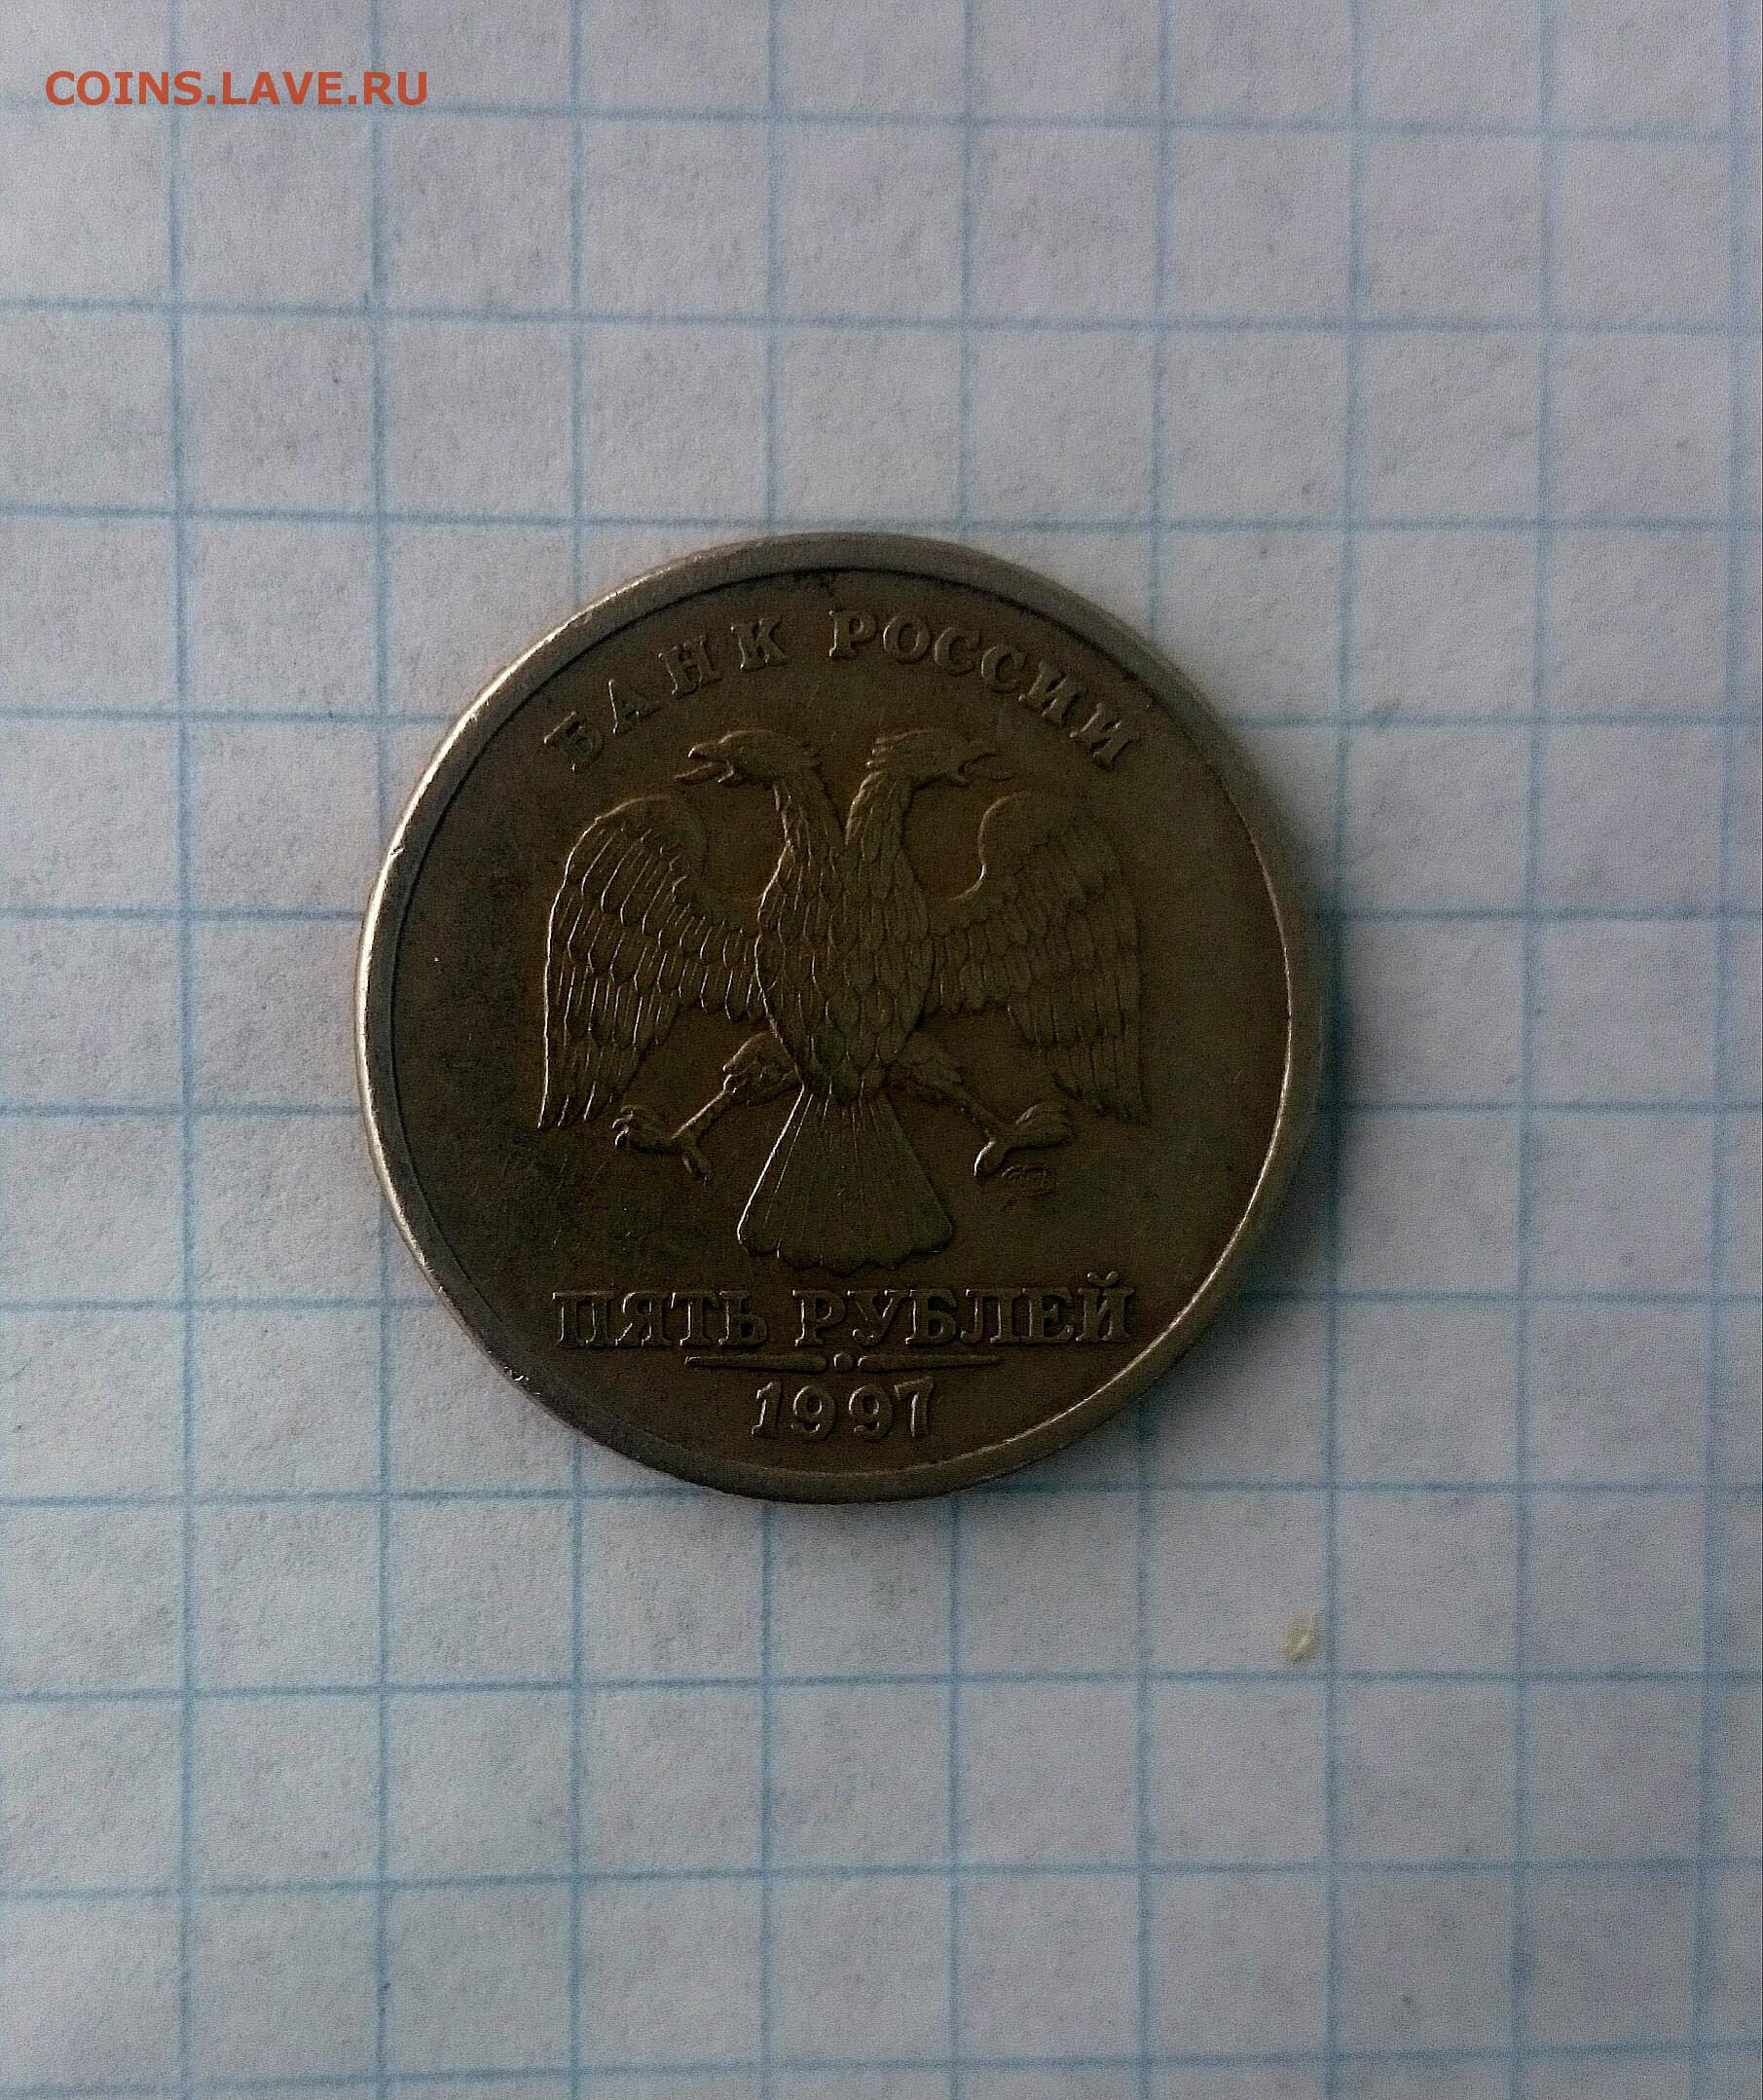 COINS.LAVE.RU
БАНК РОССИИ
ПЯТЬ РУБЛЕЙ
1997